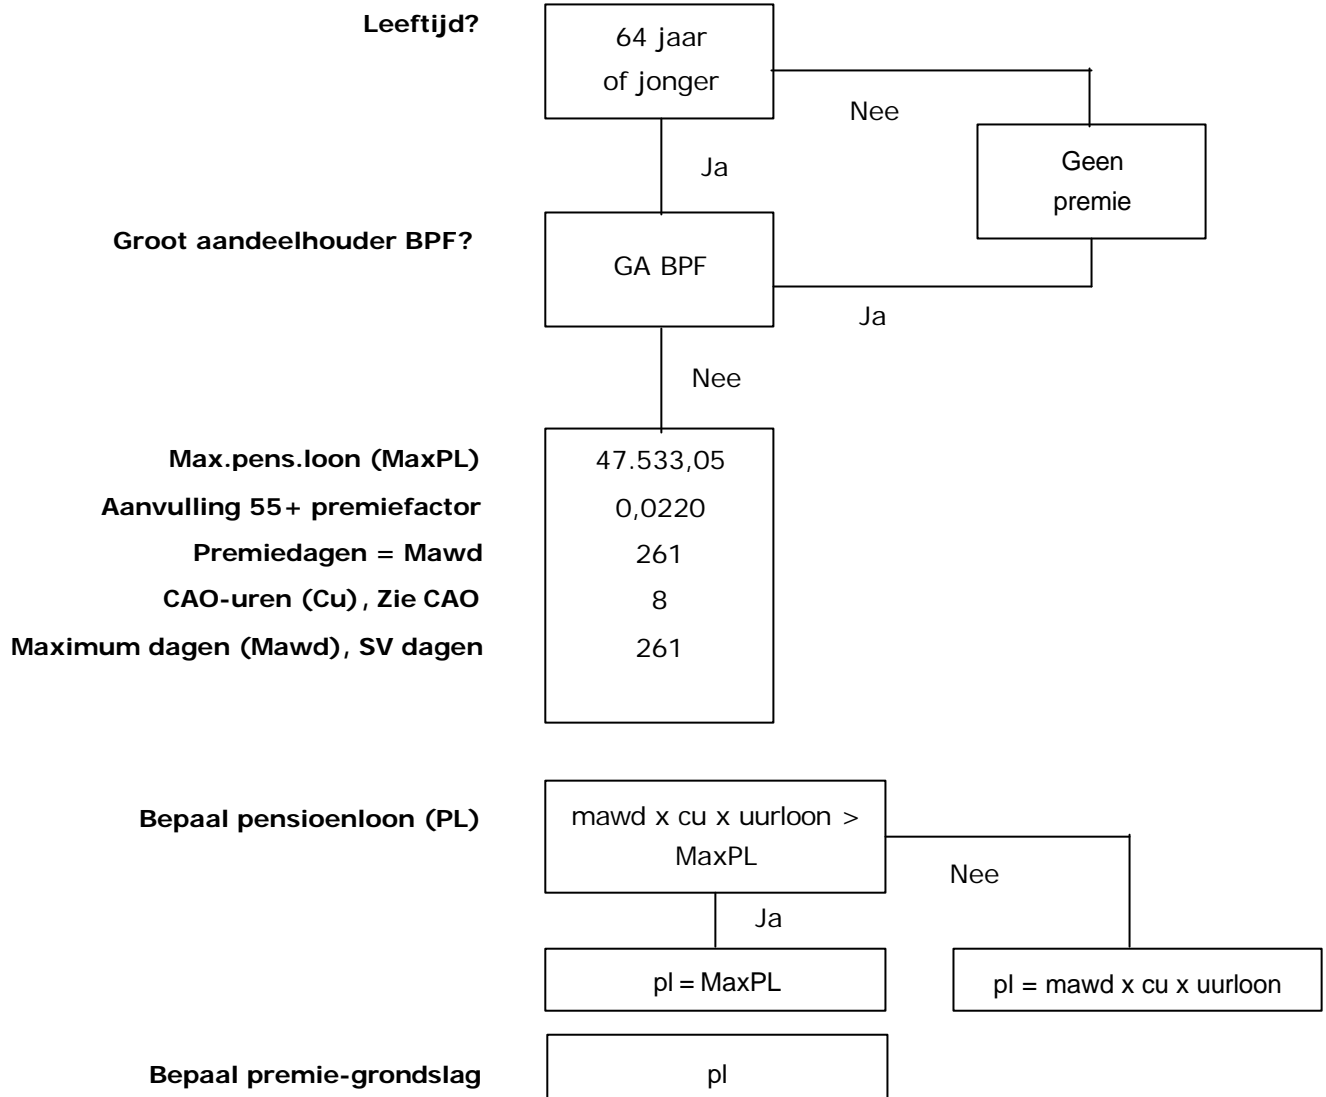 Leeftijd?
64 jaar
of jonger
Nee
Ja
Geen
premie
Groot aandeelhouder BPF?
GA BPF
Ja
Nee
Max.pens.loon (MaxPL) 47.533,05
Aanvulling 55+ premiefactor 0,0220
Premiedagen = Mawd 261
CAO-uren (Cu), Zie CAO 8
Maximum dagen (Mawd), SV dagen 261
Bepaal pensioenloon (PL)
mawd x cu x uurloon >
MaxPL
Nee
Ja
pl = MaxPL
pl = mawd x cu x uurloon
Bepaal premie-grondslag pl